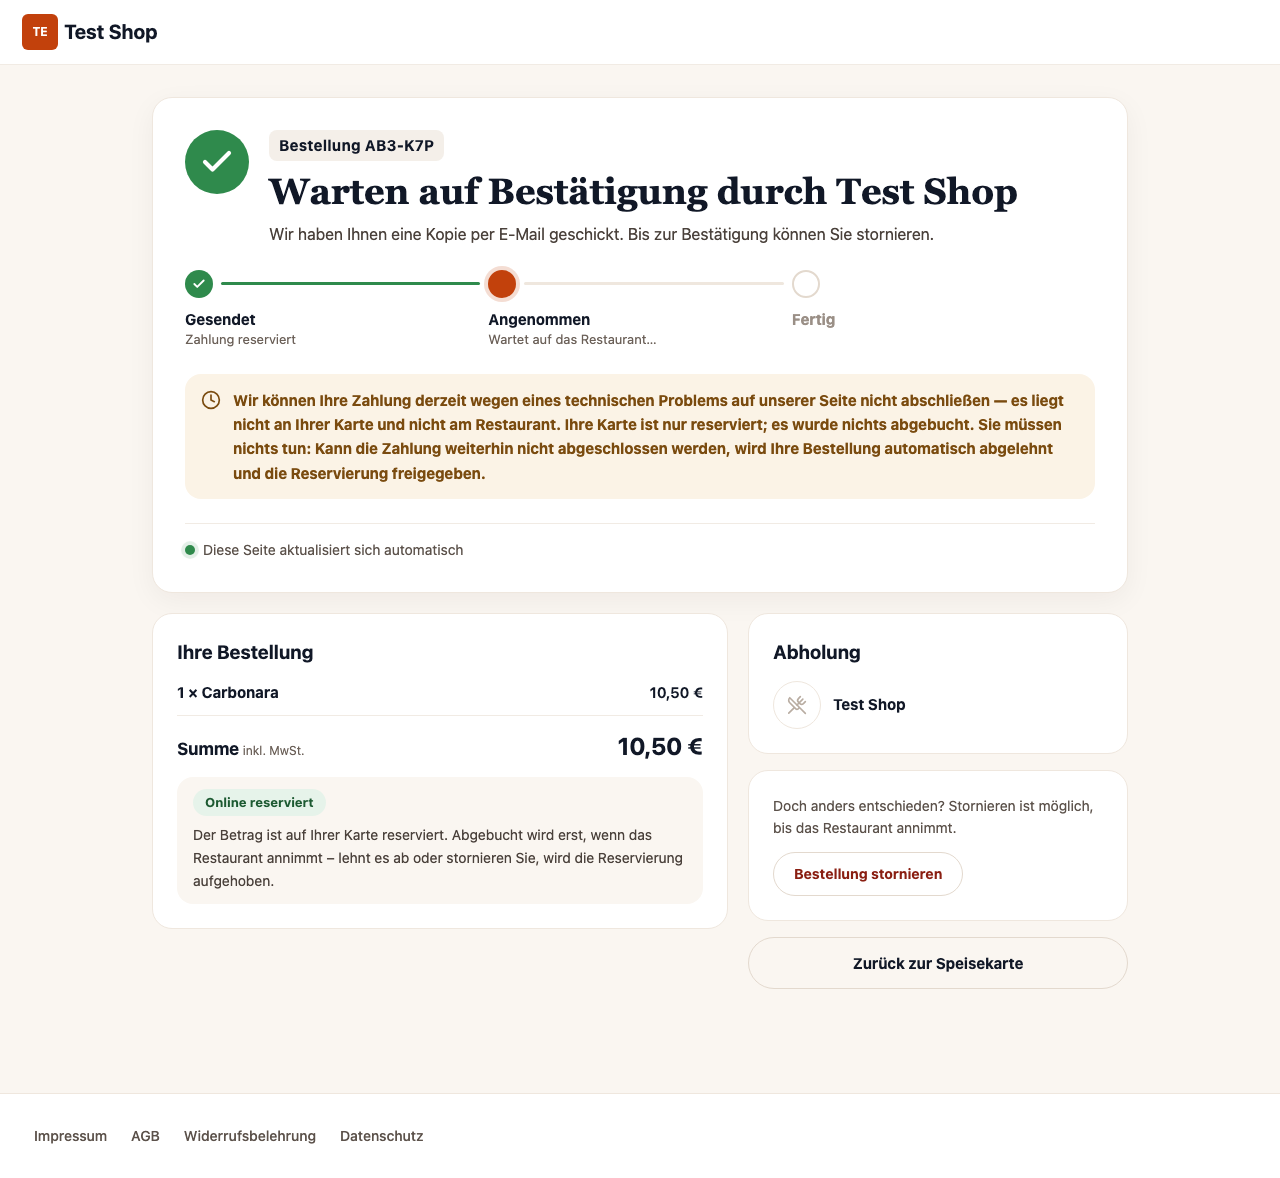 TE
Test Shop
Bestellung AB3-K7P
Warten auf Bestätigung durch Test Shop
Wir haben Ihnen eine Kopie per E-Mail geschickt. Bis zur Bestätigung können Sie stornieren.
Gesendet
Zahlung reserviert
Angenommen
Wartet auf das Restaurant...
Fertig
Wir können Ihre Zahlung derzeit wegen eines technischen Problems auf unserer Seite nicht abschließen — es liegt
nicht an Ihrer Karte und nicht am Restaurant. Ihre Karte ist nur reserviert; es wurde nichts abgebucht. Sie müssen
nichts tun: Kann die Zahlung weiterhin nicht abgeschlossen werden, wird Ihre Bestellung automatisch abgelehnt
und die Reservierung freigegeben.
Diese Seite aktualisiert sich automatisch
Ihre Bestellung
1 × Carbonara 10,50 €
Summe inkl. MwSt. 10,50 €
Online reserviert
Der Betrag ist auf Ihrer Karte reserviert. Abgebucht wird erst, wenn das
Restaurant annimmt – lehnt es ab oder stornieren Sie, wird die Reservierung
aufgehoben.
Abholung
Test Shop
Doch anders entschieden? Stornieren ist möglich,
bis das Restaurant annimmt.
Bestellung stornieren
Zurück zur Speisekarte
Impressum AGB Widerrufsbelehrung Datenschutz